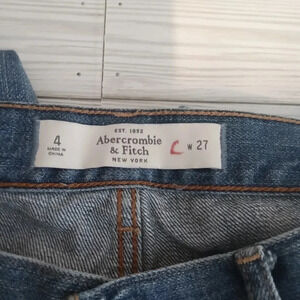 EST. 1892
4
MADE IN
CHINA
Abercrombie
& Fitch
NEW YORK
C W 27